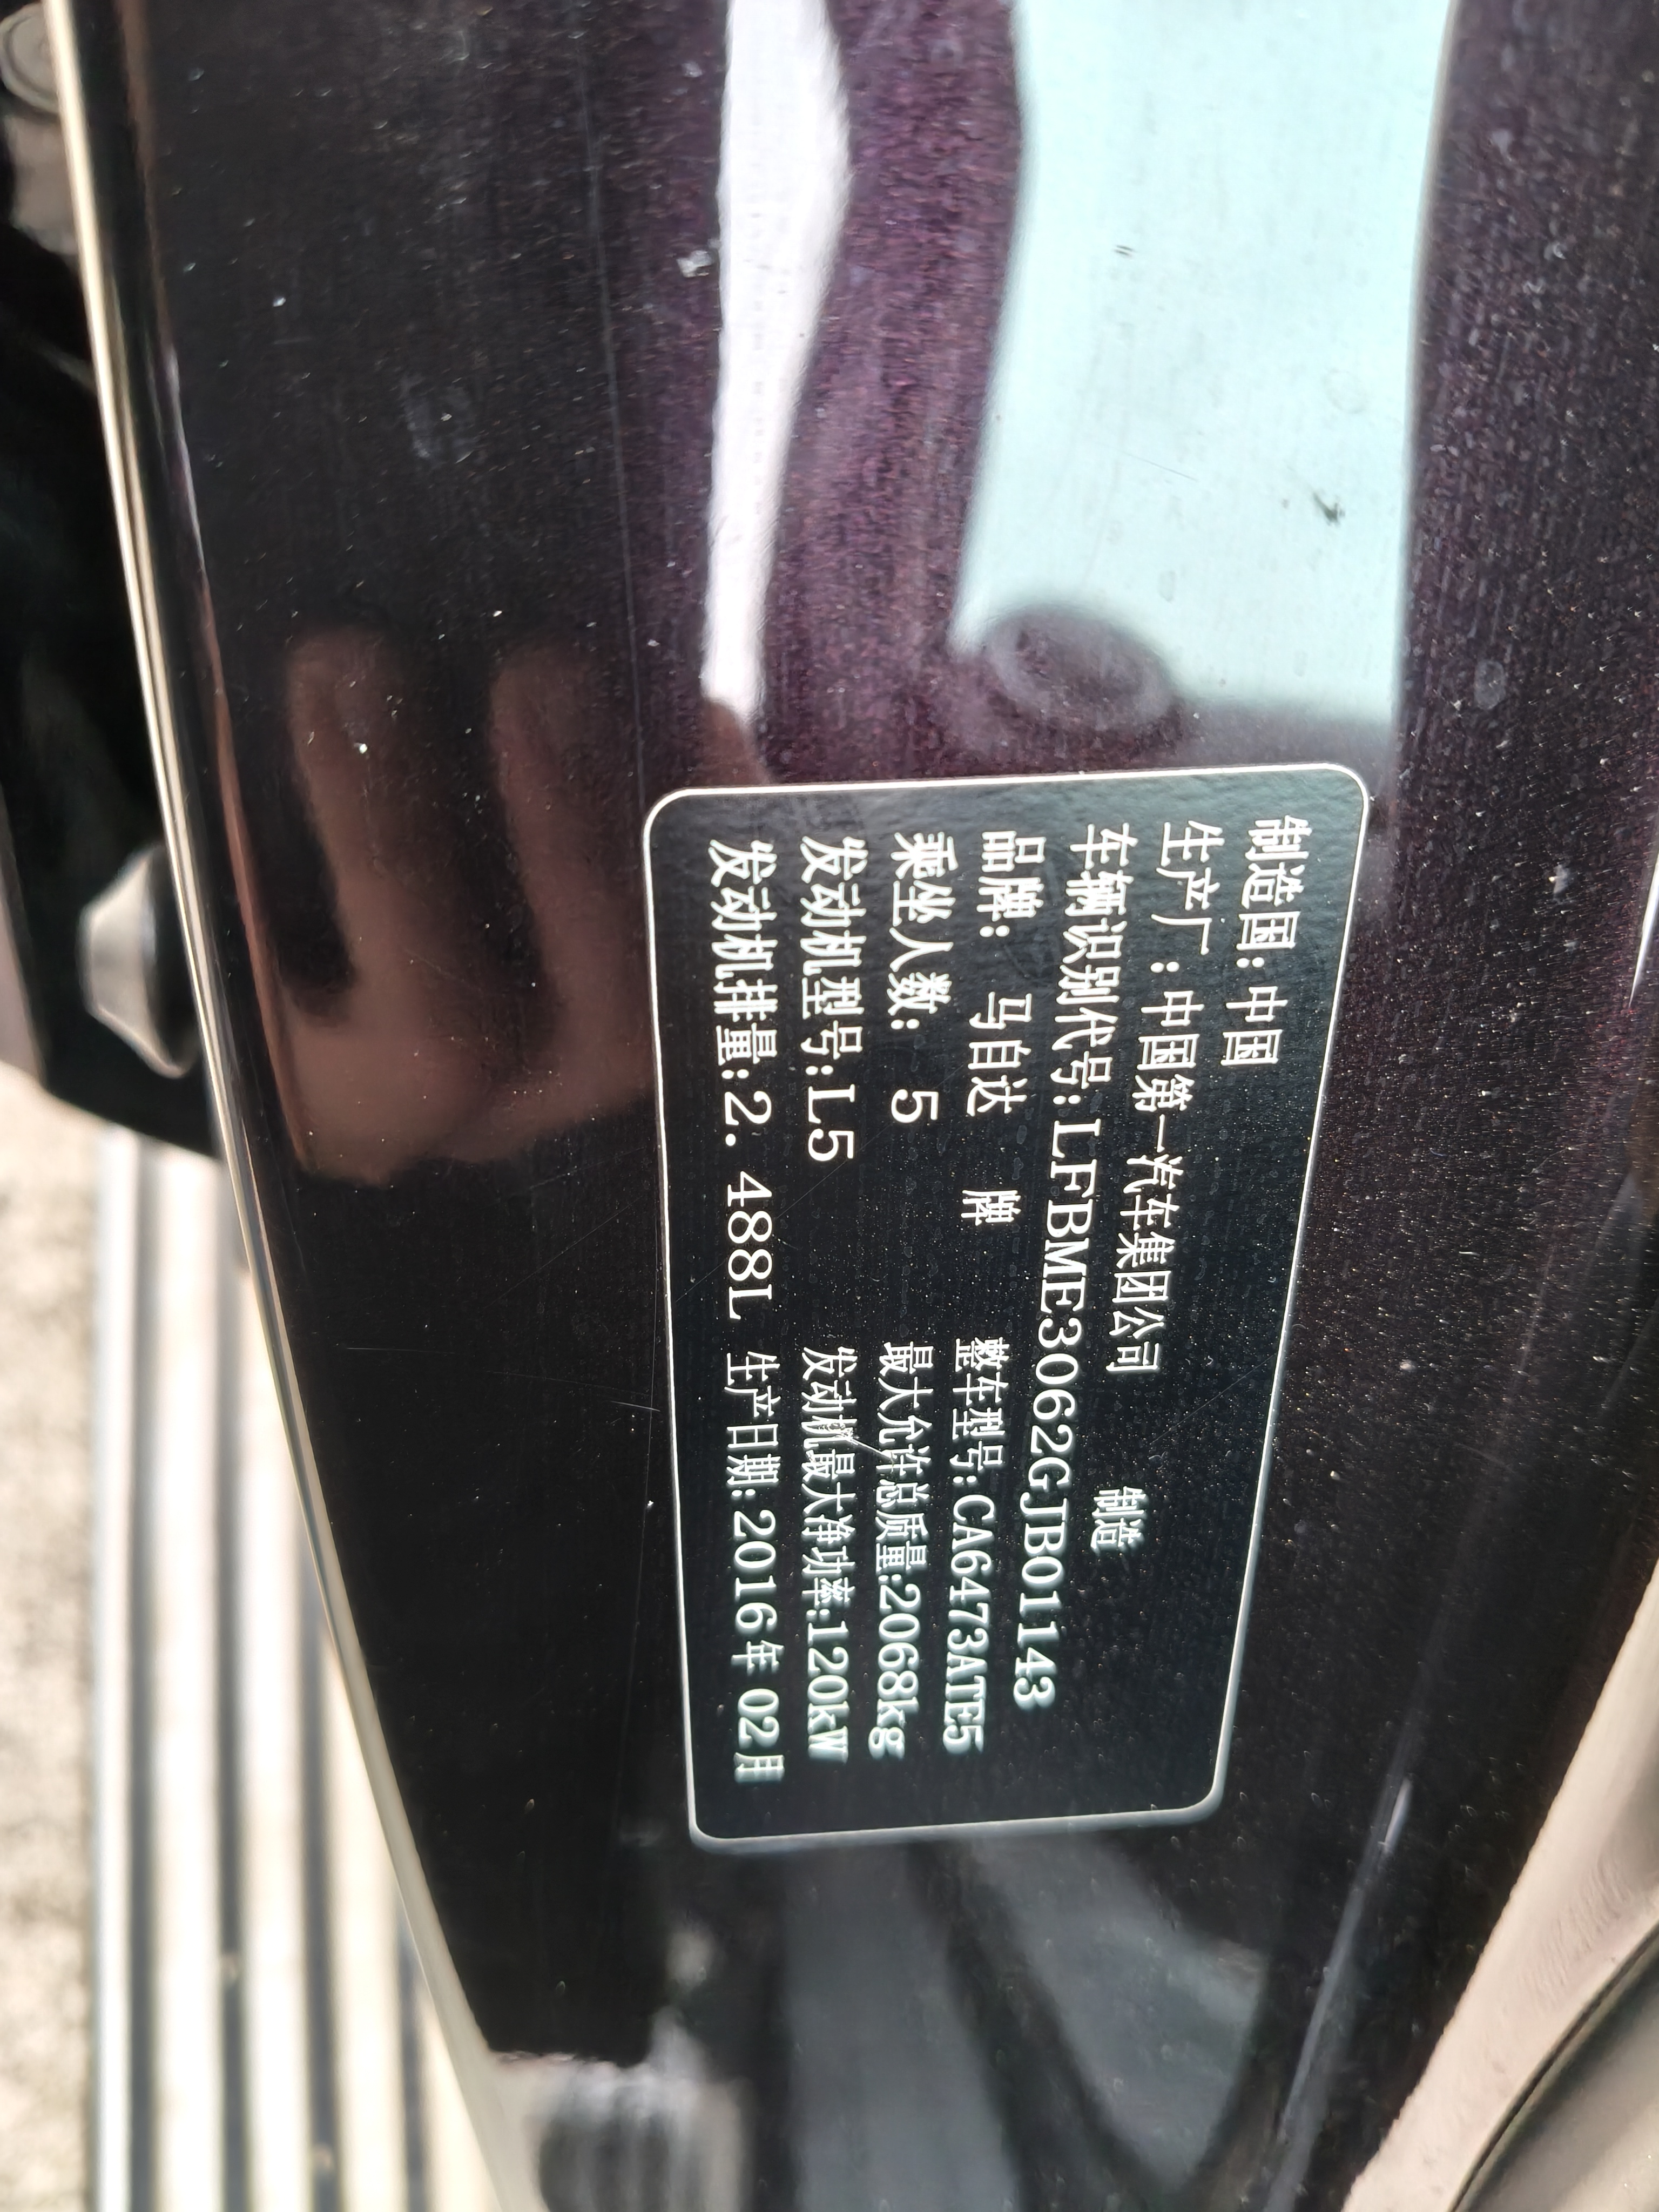 制造国:中国
生产厂:中国第一汽车集团公司 制造
车辆识别代号:LFBME3062GJB01143
品牌: 马自达 牌 整车型号:CA6473ATE5
乘坐人数: 5 最大允许总质量:2068kg
发动机型号:L5 发动机最大净功率:120kW
发动机排量:2.488L 生产日期:2016年02月